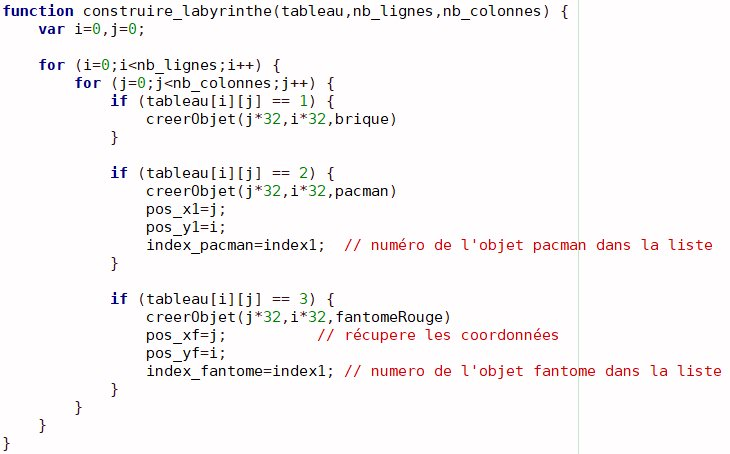 function construire_labyrinthe(tableau,nb_lignes,nb_colonnes) {
    var i=0,j=0;

    for (i=0;i<nb_lignes;i++) {
        for (j=0;j<nb_colonnes;j++) {
            if (tableau[i][j] == 1) {
                creerObjet(j*32,i*32,brique)
            }

            if (tableau[i][j] == 2) {
                creerObjet(j*32,i*32,pacman)
                pos_x1=j;
                pos_y1=i;
                index_pacman=index1;  // numéro de l'objet pacman dans la liste
            }

            if (tableau[i][j] == 3) {
                creerObjet(j*32,i*32,fantomeRouge)
                pos_xf=j;          // récupere les coordonnées
                pos_yf=i;
                index_fantome=index1; // numero de l'objet fantome dans la liste
            }
        }
    }
}